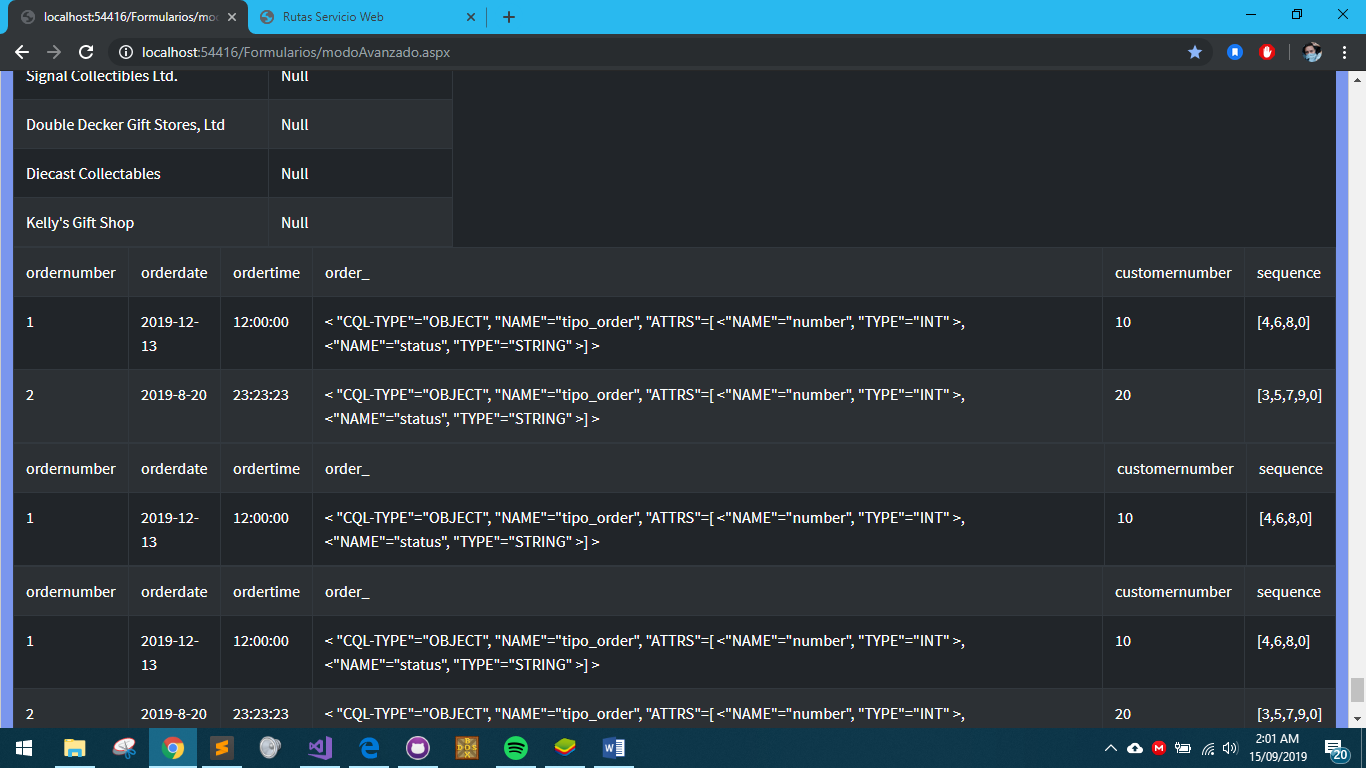 localhost:54416/Formularios/mo
Rutas Servicio Web
localhost:54416/Formularios/modoAvanzado.aspx
Signal Collectibles Ltd. Null
Double Decker Gift Stores, Ltd Null
Diecast Collectables Null
Kelly's Gift Shop Null
ordernumber orderdate ordertime order_ customernumber sequence
1 2019-12- 12:00:00 < "CQL-TYPE"="OBJECT", "NAME"="tipo_order", "ATTRS"=[ <"NAME"="number", "TYPE"="INT" >, 10 [4,6,8,0]
13 <"NAME"="status", "TYPE"="STRING" >] >
2 2019-8-20 23:23:23 < "CQL-TYPE"="OBJECT", "NAME"="tipo_order", "ATTRS"=[ <"NAME"="number", "TYPE"="INT" >, 20 [3,5,7,9,0]
<"NAME"="status", "TYPE"="STRING" >] >
ordernumber orderdate ordertime order_ customernumber sequence
1 2019-12- 12:00:00 < "CQL-TYPE"="OBJECT", "NAME"="tipo_order", "ATTRS"=[ <"NAME"="number", "TYPE"="INT" >, 10 [4,6,8,0]
13 <"NAME"="status", "TYPE"="STRING" >] >
ordernumber orderdate ordertime order_ customernumber sequence
1 2019-12- 12:00:00 < "CQL-TYPE"="OBJECT", "NAME"="tipo_order", "ATTRS"=[ <"NAME"="number", "TYPE"="INT" >, 10 [4,6,8,0]
13 <"NAME"="status", "TYPE"="STRING" >] >
2 2019-8-20 23:23:23 < "CQL-TYPE"="OBJECT", "NAME"="tipo_order", "ATTRS"=[ <"NAME"="number", "TYPE"="INT" >, 20 [3,5,7,9,0]
2:01 AM
15/09/2019
20